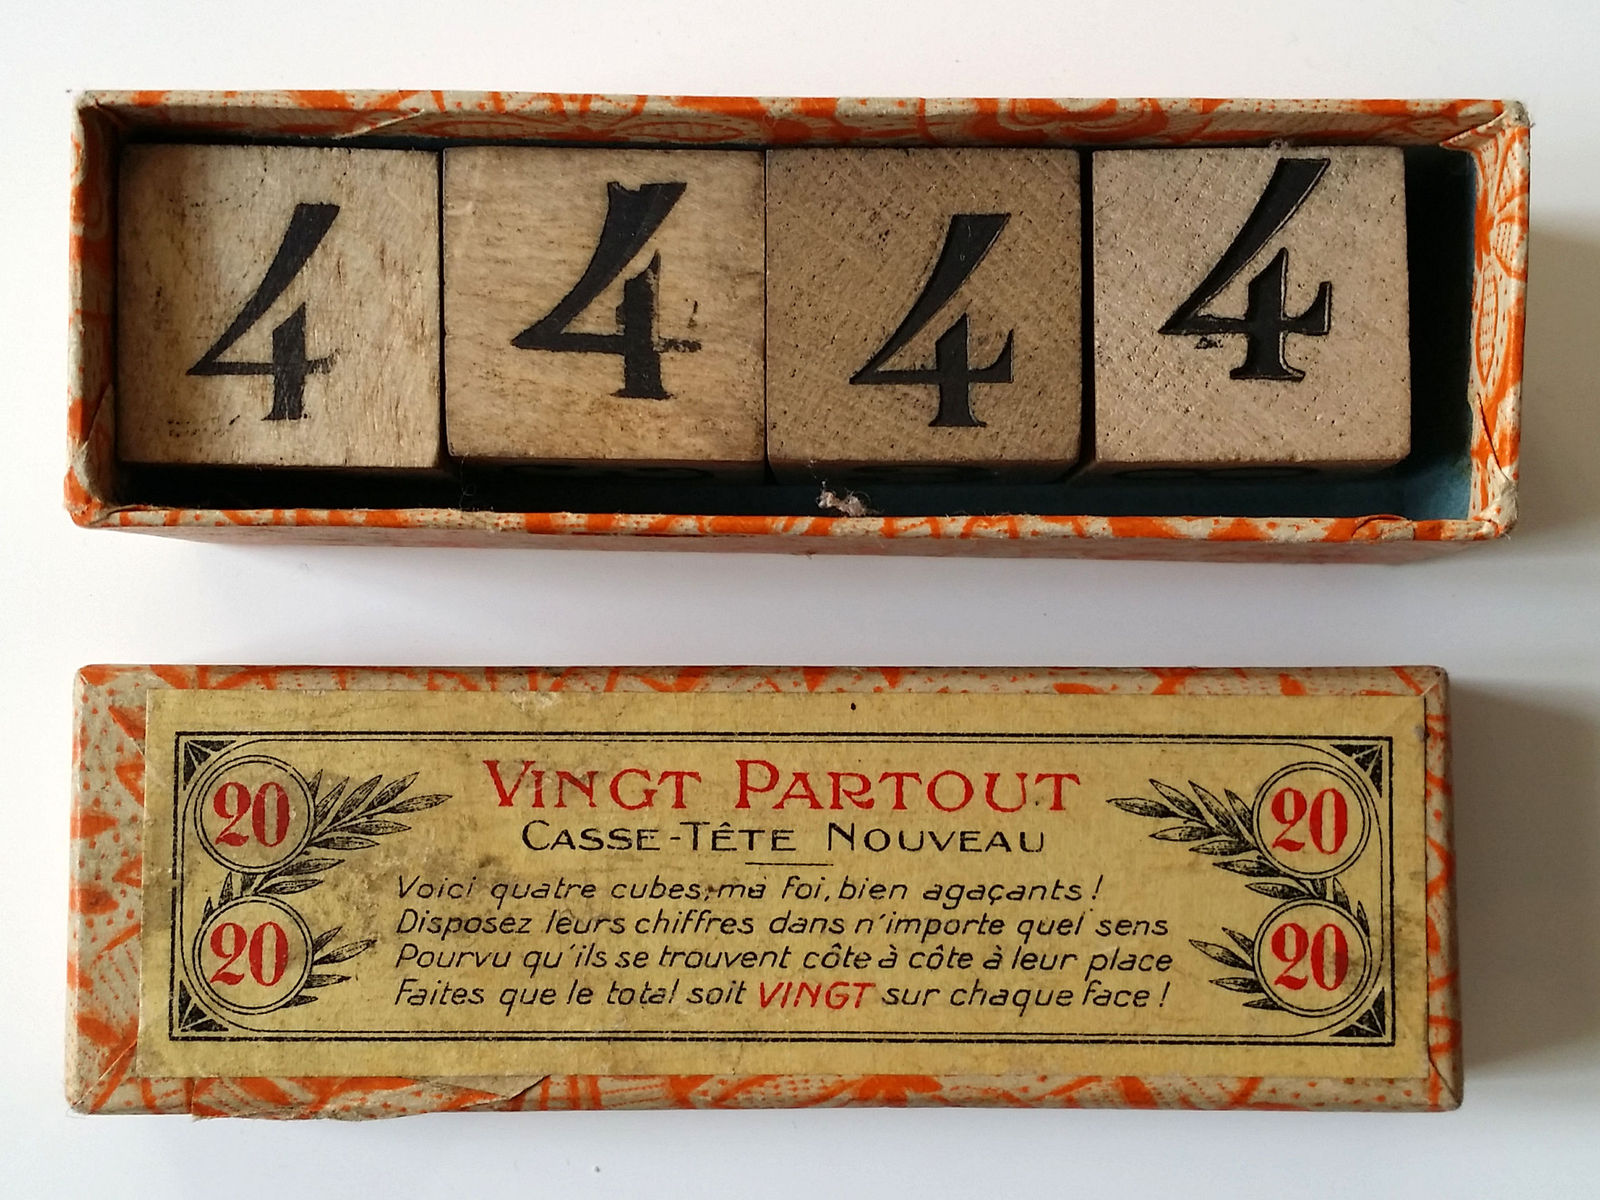 4 4 4 4
20 20
VINGT PARTOUT
CASSE-TÊTE NOUVEAU
Voici quatre cubes, ma foi, bien agaçants !
Disposez leurs chiffres dans n'importe quel sens
Pourvu qu'ils se trouvent côte à côte à leur place
Faites que le total soit VINGT sur chaque face !
20 20